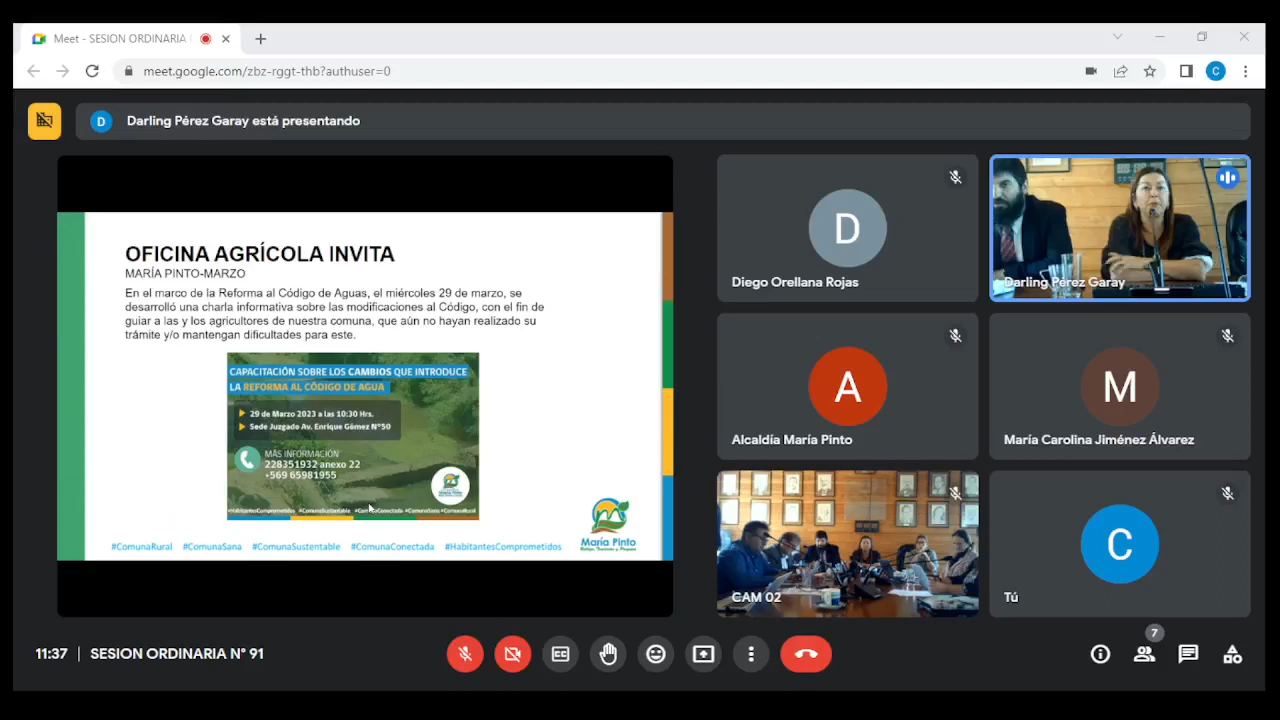 Meet - SESION ORDINARIA
meet.google.com/zbz-rggt-thb?authuser=0
C
D
Darling Pérez Garay está presentando
OFICINA AGRÍCOLA INVITA
MARÍA PINTO-MARZO
En el marco de la Reforma al Código de Aguas, el miércoles 29 de marzo, se
desarrolló una charla informativa sobre las modificaciones al Código, con el fin de
guiar a las y los agricultores de nuestra comuna, que aún no hayan realizado su
trámite y/o mantengan dificultades para este.
CAPACITACIÓN SOBRE LOS CAMBIOS QUE INTRODUCE
LA REFORMA AL CÓDIGO DE AGUA
29 de Marzo 2023 a las 10:30 Hrs.
Sede Juzgado Av. Enrique Gómez N°50
MÁS INFORMACIÓN
228351932 anexo 22
+569 65981955
#HabitantesComprometidos #ComunaSustentable #ComunaConectada #ComunaSana #ComunaRural
María Pinto
#ComunaRural #ComunaSana #ComunaSustentable #ComunaConectada #HabitantesComprometidos
D
Diego Orellana Rojas
Darling Pérez Garay
A
Alcaldía María Pinto
M
María Carolina Jiménez Álvarez
CAM 02
C
Tú
11:37 | SESION ORDINARIA N° 91
7